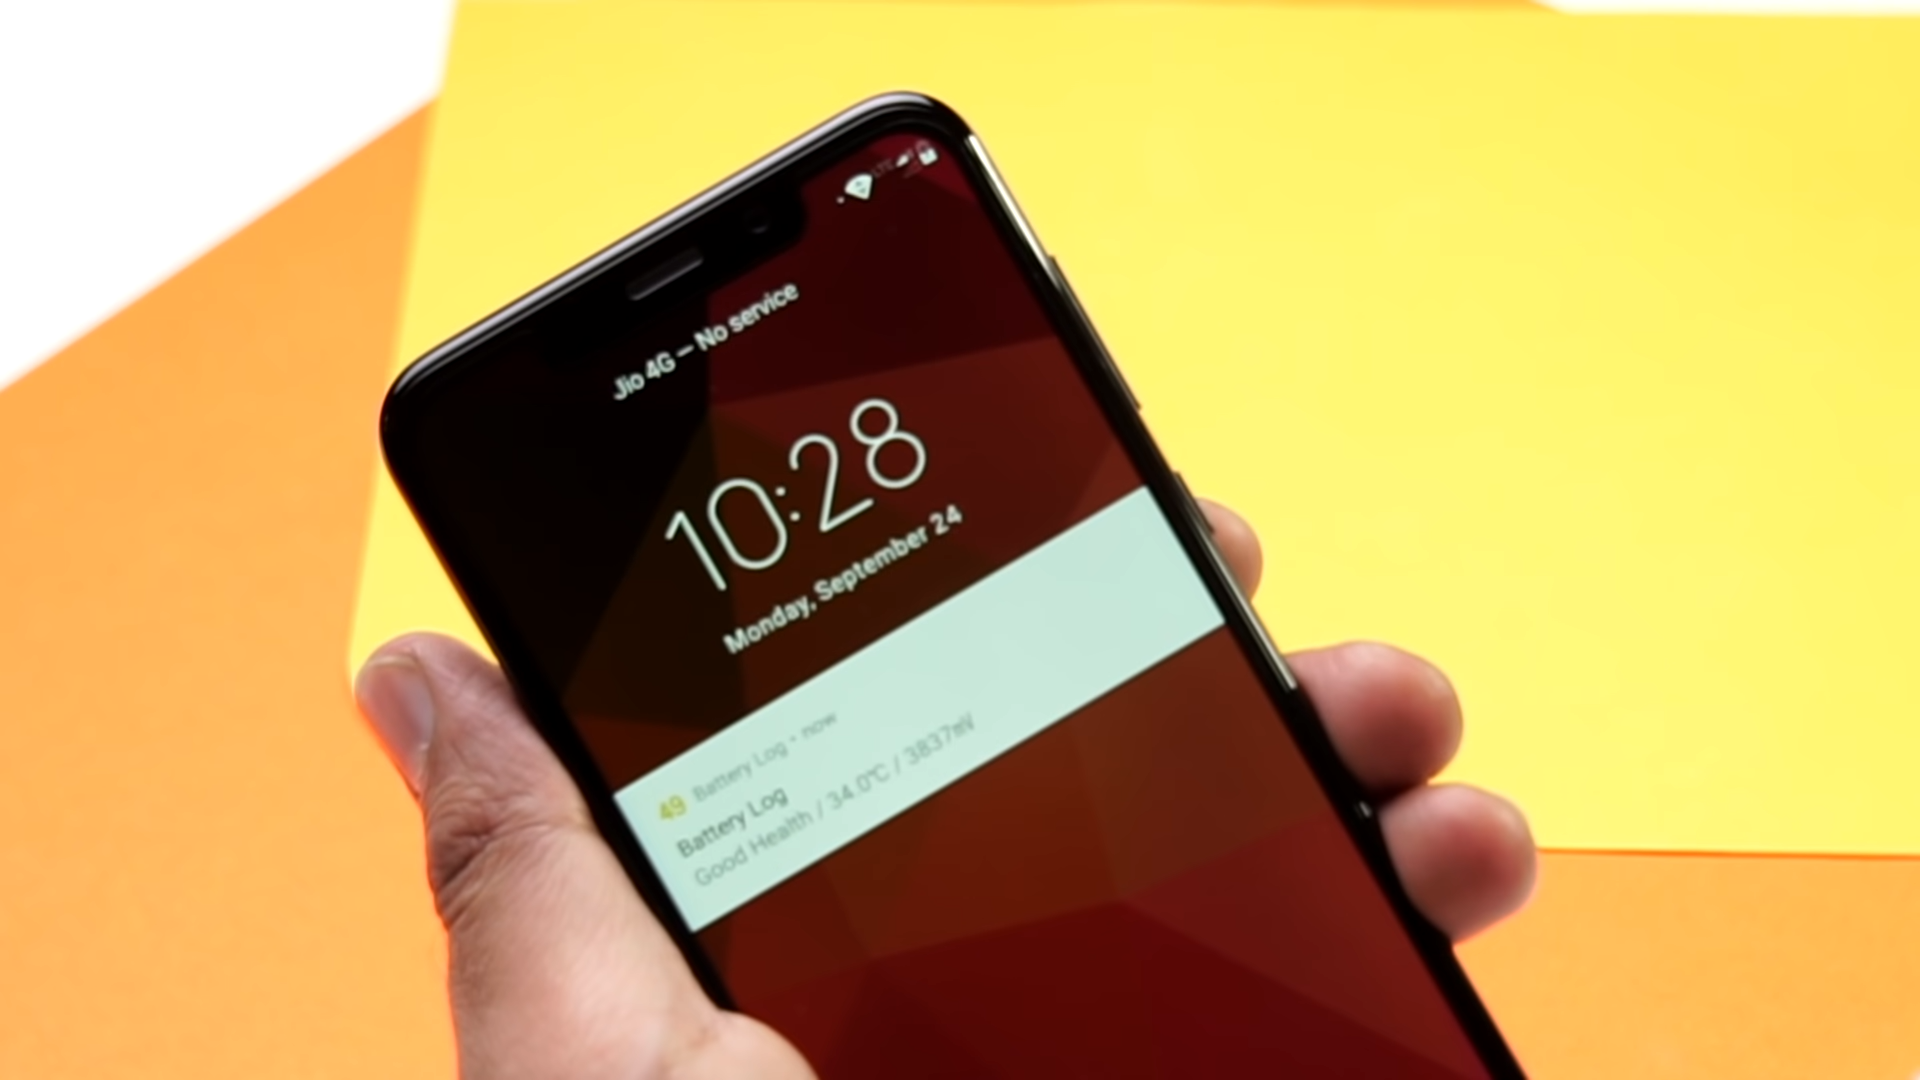 LTE
Jio 4G — No service
10:28
Monday, September 24
49 Battery Log • now
Battery Log
Good Health / 34.0°C / 3837mV